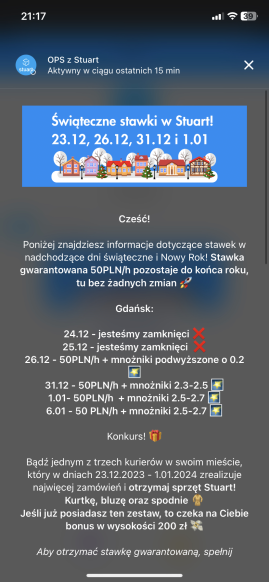 21:17
39
OPS z Stuart
Aktywny w ciągu ostatnich 15 min
Stuart
Świąteczne stawki w Stuart!
23.12, 26.12, 31.12 i 1.01
Cześć!
Poniżej znajdziesz informacje dotyczące stawek w
nadchodzące dni świąteczne i Nowy Rok! Stawka
gwarantowana 50PLN/h pozostaje do końca roku,
tu bez żadnych zmian 🚀
Gdańsk:
24.12 - jesteśmy zamknięci ❌
25.12 - jesteśmy zamknięci ❌
26.12 - 50PLN/h + mnożniki podwyższone o 0.2
🌠
31.12 - 50PLN/h + mnożniki 2.3-2.5 🌠
1.01- 50PLN/h + mnożniki 2.5-2.7 🌠
6.01 - 50 PLN/h + mnożniki 2.5-2.7 🌠
Konkurs! 🎁
Bądź jednym z trzech kurierów w swoim mieście,
który w dniach 23.12.2023 - 1.01.2024 zrealizuje
najwięcej zamówień i otrzymaj sprzęt Stuart!
Kurtkę, bluzę oraz spodnie 🧥
Jeśli już posiadasz ten zestaw, to czeka na Ciebie
bonus w wysokości 200 zł 💸
Aby otrzymać stawkę gwarantowaną, spełnij